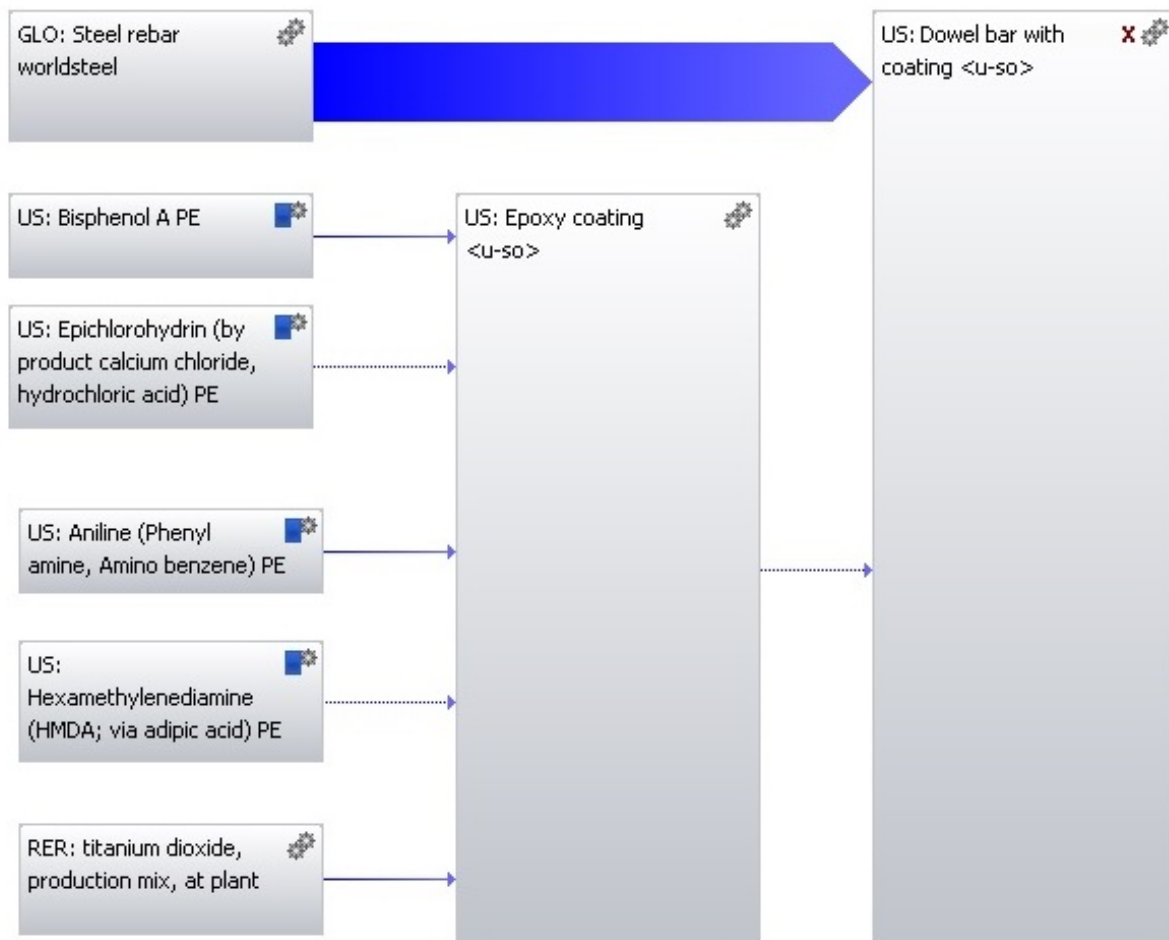 GLO: Steel rebar
worldsteel
US: Dowel bar with
coating <u-so>
X
US: Bisphenol A PE
US: Epoxy coating
<u-so>
US: Epichlorohydrin (by
product calcium chloride,
hydrochloric acid) PE
US: Aniline (Phenyl
amine, Amino benzene) PE
US:
Hexamethylenediamine
(HMDA; via adipic acid) PE
RER: titanium dioxide,
production mix, at plant